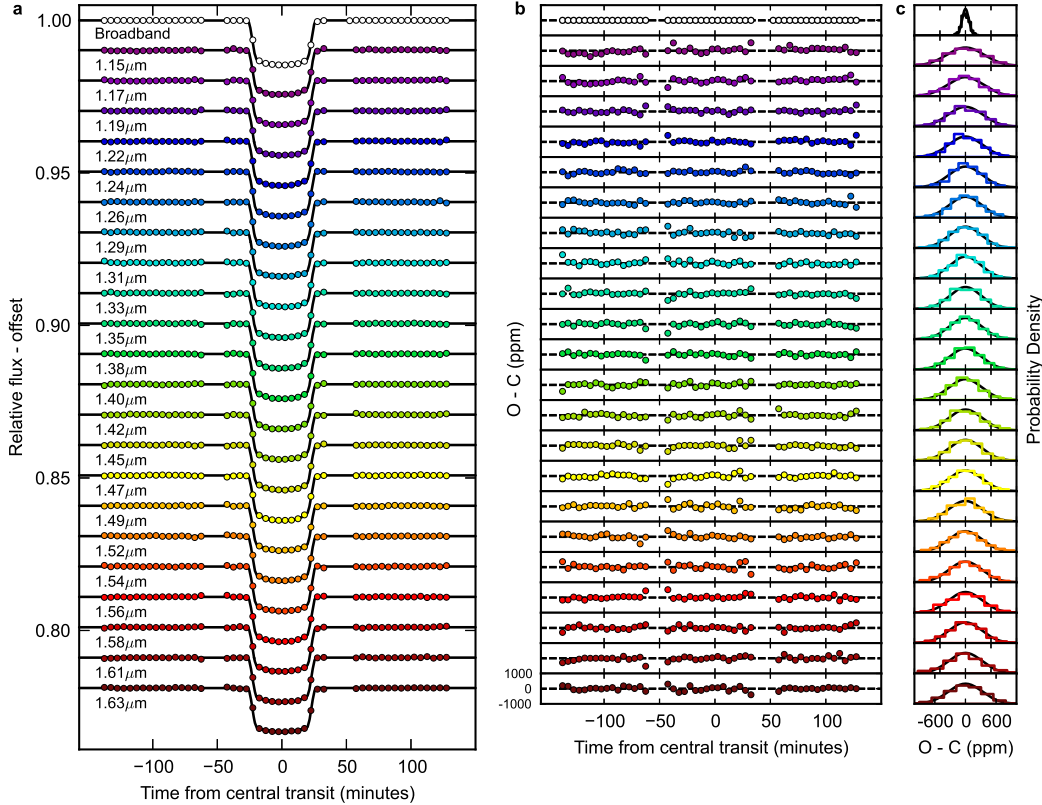 a
b
c
1.00
Broadband
1.15μm
1.17μm
1.19μm
1.22μm
0.95
1.24μm
1.26μm
1.29μm
1.31μm
1.33μm
0.90
1.35μm
1.38μm
1.40μm
1.42μm
1.45μm
0.85
1.47μm
1.49μm
1.52μm
1.54μm
1.56μm
0.80
1.58μm
1.61μm
1.63μm
Relative flux - offset
−100 −50 0 50 100
Time from central transit (minutes)
O - C (ppm)
1000
0
-1000
−100 −50 0 50 100
Time from central transit (minutes)
Probability Density
-600 0 600
O - C (ppm)